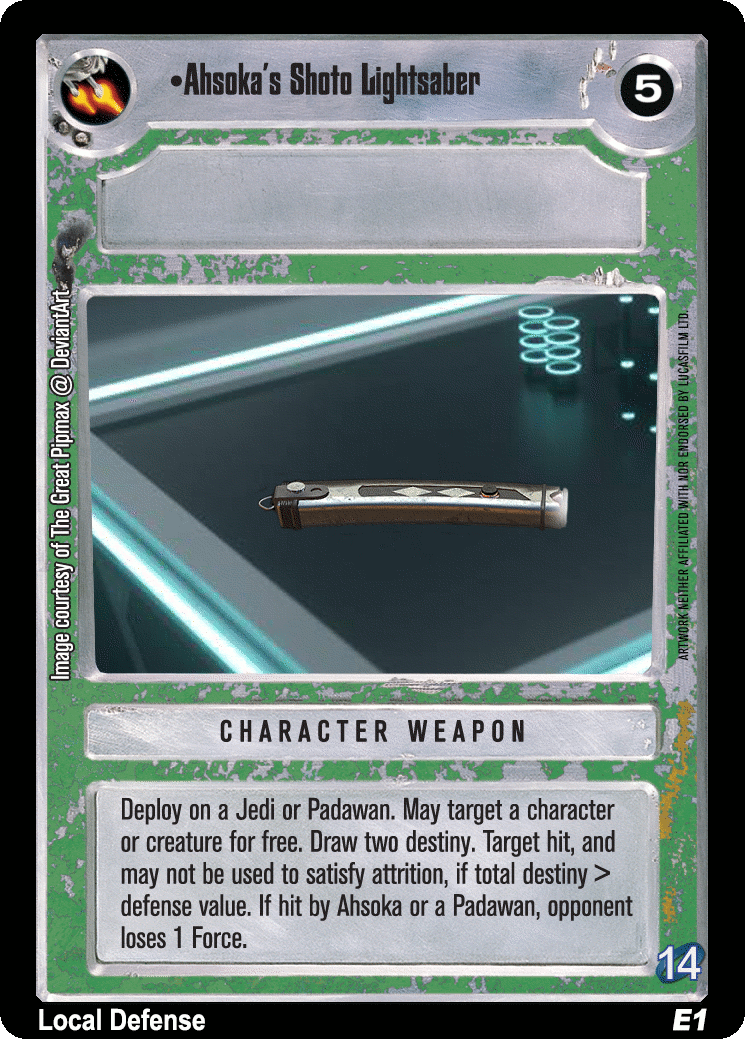 •Ahsoka's Shoto Lightsaber
5
Image courtesy of The Great Pipmax @ DeviantArt
ARTWORK NEITHER AFFILIATED WITH NOR ENDORSED BY LUCASFILM LTD.
CHARACTER WEAPON
Deploy on a Jedi or Padawan. May target a character
or creature for free. Draw two destiny. Target hit, and
may not be used to satisfy attrition, if total destiny >
defense value. If hit by Ahsoka or a Padawan, opponent
loses 1 Force.
14
Local Defense
E1